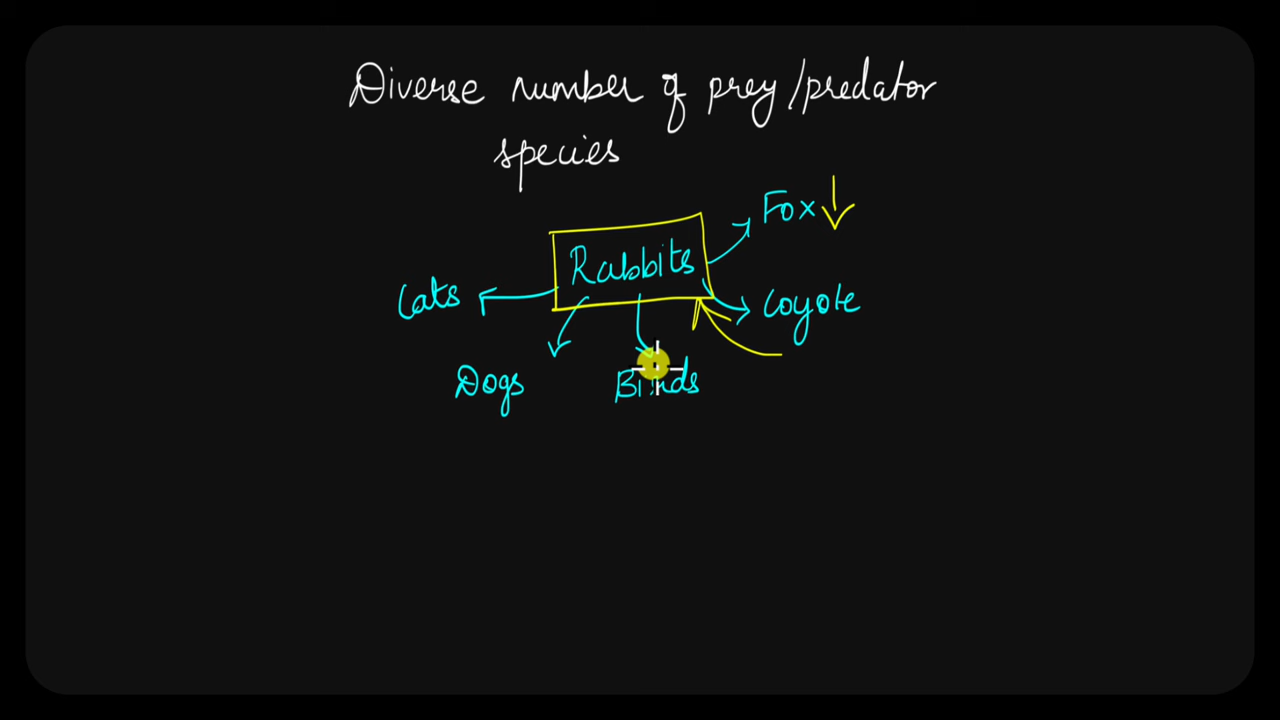 Diverse number of prey/predator
species
Fox
Rabbits
Cats
Coyote
Dogs
Birds